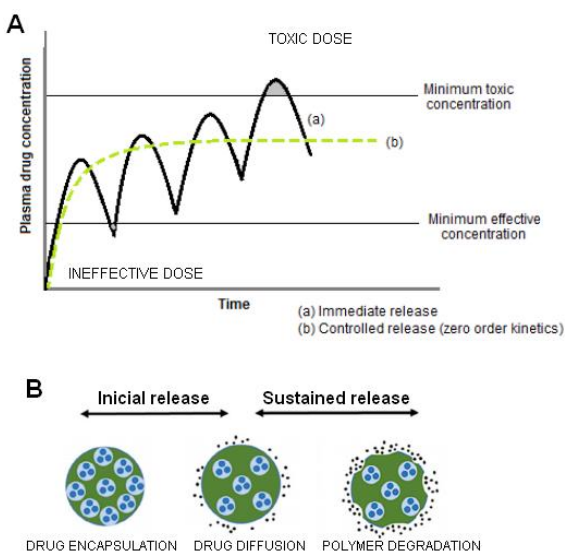 A
TOXIC DOSE
Minimum toxic
concentration
(a)
(b)
Plasma drug concentration
Minimum effective
concentration
INEFFECTIVE DOSE
Time
(a) Immediate release
(b) Controlled release (zero order kinetics)
B
Inicial release
Sustained release
DRUG ENCAPSULATION
DRUG DIFFUSION
POLYMER DEGRADATION